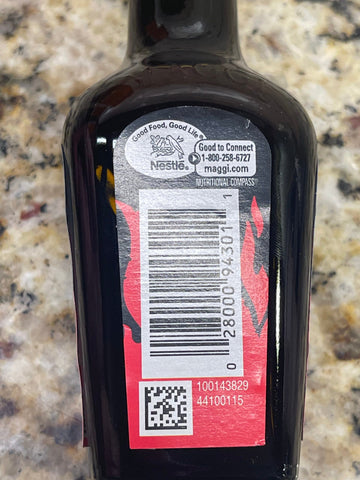 Good Food, Good Life®
Nestlé®
Good to Connect
1-800-258-6727
maggi.com
NUTRITIONAL COMPASS®
0 28000 94301 1
100143829
44100115